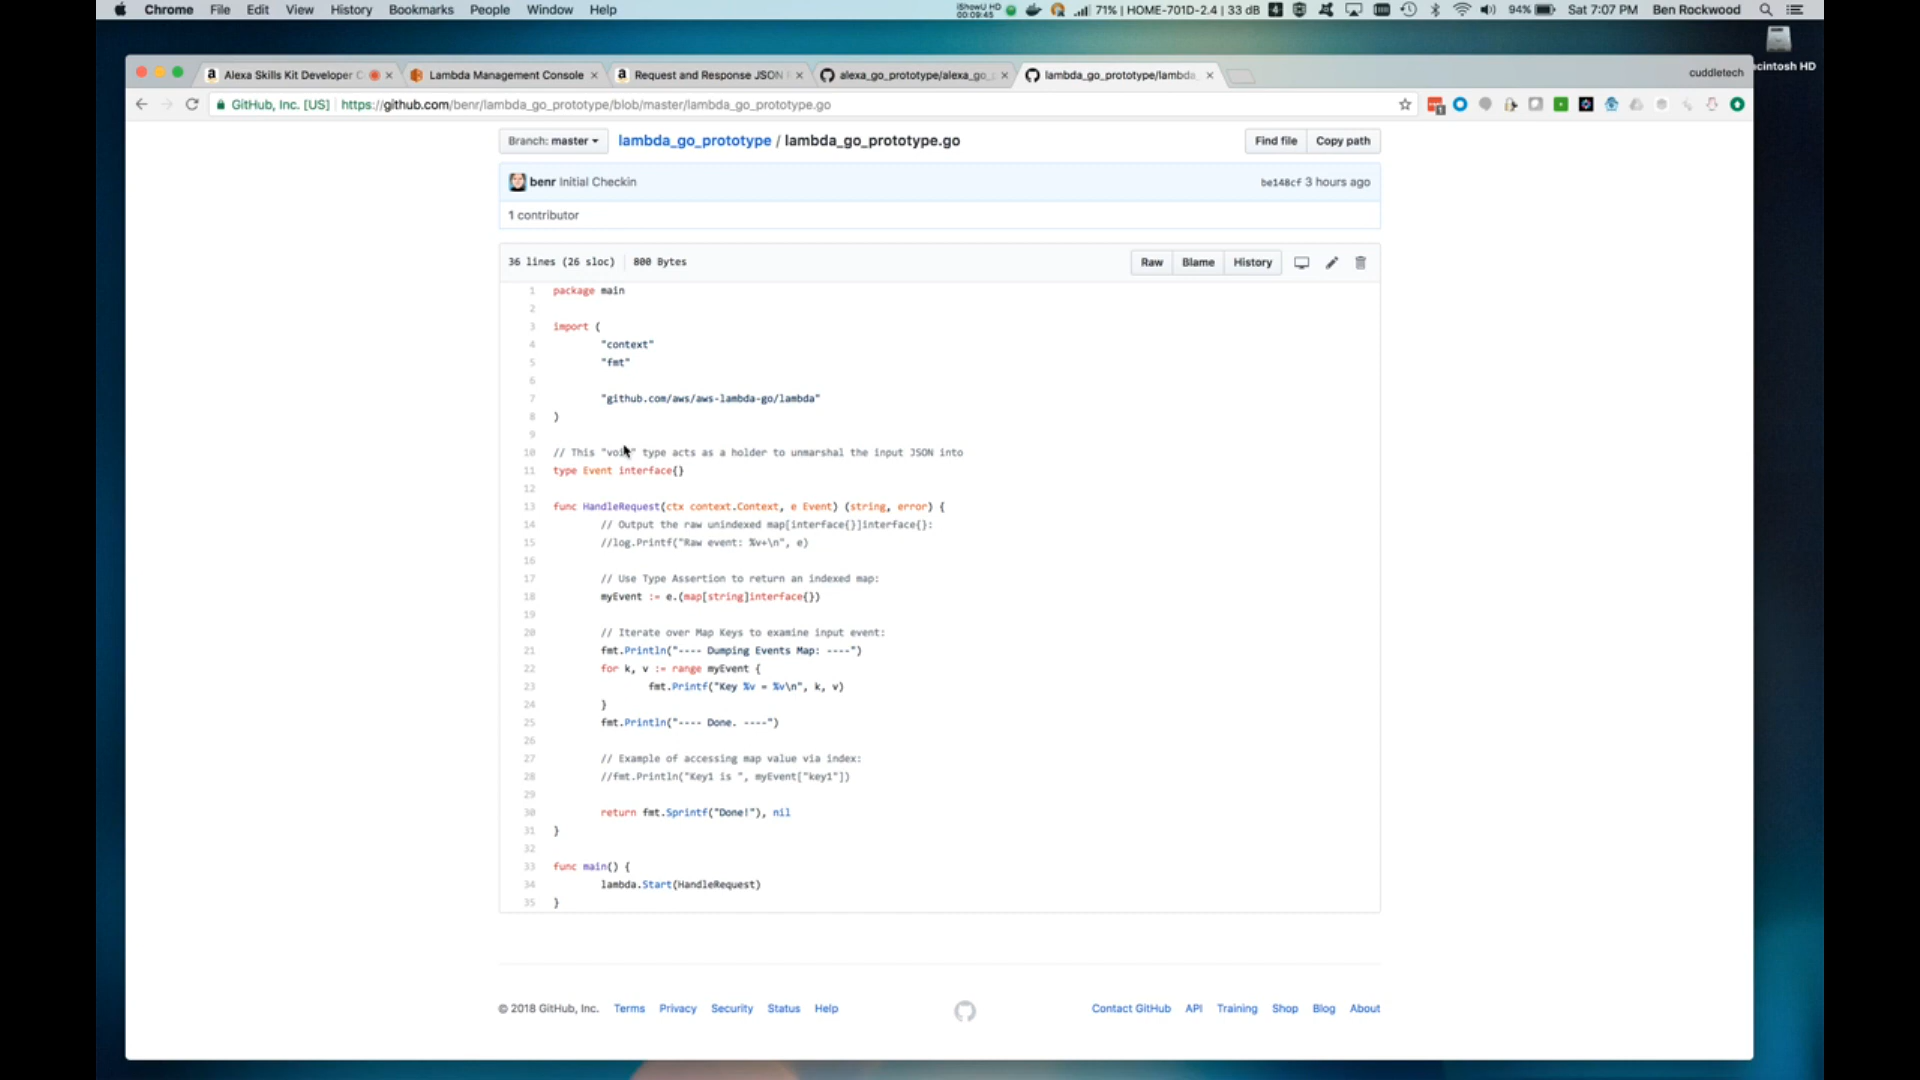 Chrome File Edit View History Bookmarks People Window Help iShowU HD 00:09:45 71% | HOME-701D-2.4 | 33 dB 4 94% Sat 7:07 PM Ben Rockwood
Macintosh HD
Alexa Skills Kit Developer C Lambda Management Console Request and Response JSON alexa_go_prototype/alexa_go_ lambda_go_prototype/lambda_ cuddletech
GitHub, Inc. [US] https://github.com/benr/lambda_go_prototype/blob/master/lambda_go_prototype.go
Branch: master lambda_go_prototype / lambda_go_prototype.go Find file Copy path
benr Initial Checkin be148cf 3 hours ago
1 contributor
36 lines (26 sloc) 800 Bytes Raw Blame History
1 package main
2
3 import (
4 "context"
5 "fmt"
6
7 "github.com/aws/aws-lambda-go/lambda"
8 )
9
10 // This "void" type acts as a holder to unmarshal the input JSON into
11 type Event interface{}
12
13 func HandleRequest(ctx context.Context, e Event) (string, error) {
14 // Output the raw unindexed map[interface{}]interface{}:
15 //log.Printf("Raw event: %v+\n", e)
16
17 // Use Type Assertion to return an indexed map:
18 myEvent := e.(map[string]interface{})
19
20 // Iterate over Map Keys to examine input event:
21 fmt.Println("---- Dumping Events Map: ----")
22 for k, v := range myEvent {
23 fmt.Printf("Key %v = %v\n", k, v)
24 }
25 fmt.Println("---- Done. ----")
26
27 // Example of accessing map value via index:
28 //fmt.Println("Key1 is ", myEvent["key1"])
29
30 return fmt.Sprintf("Done!"), nil
31 }
32
33 func main() {
34 lambda.Start(HandleRequest)
35 }
© 2018 GitHub, Inc. Terms Privacy Security Status Help Contact GitHub API Training Shop Blog About